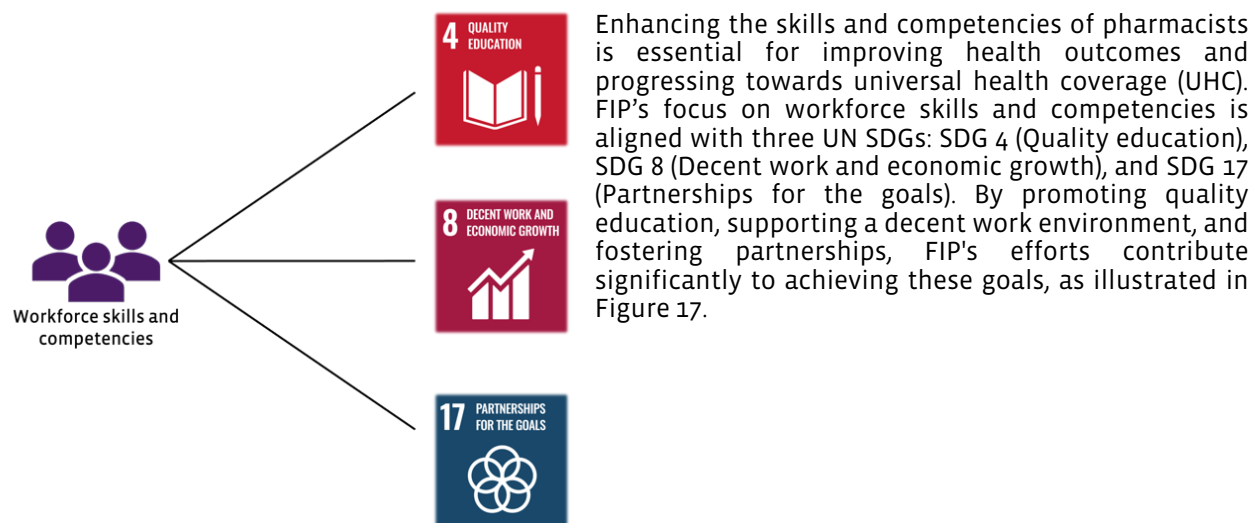 4 QUALITY
EDUCATION
8 DECENT WORK AND
ECONOMIC GROWTH
Workforce skills and
competencies
17 PARTNERSHIPS
FOR THE GOALS
Enhancing the skills and competencies of pharmacists
is essential for improving health outcomes and
progressing towards universal health coverage (UHC).
FIP’s focus on workforce skills and competencies is
aligned with three UN SDGs: SDG 4 (Quality education),
SDG 8 (Decent work and economic growth), and SDG 17
(Partnerships for the goals). By promoting quality
education, supporting a decent work environment, and
fostering partnerships, FIP's efforts contribute
significantly to achieving these goals, as illustrated in
Figure 17.